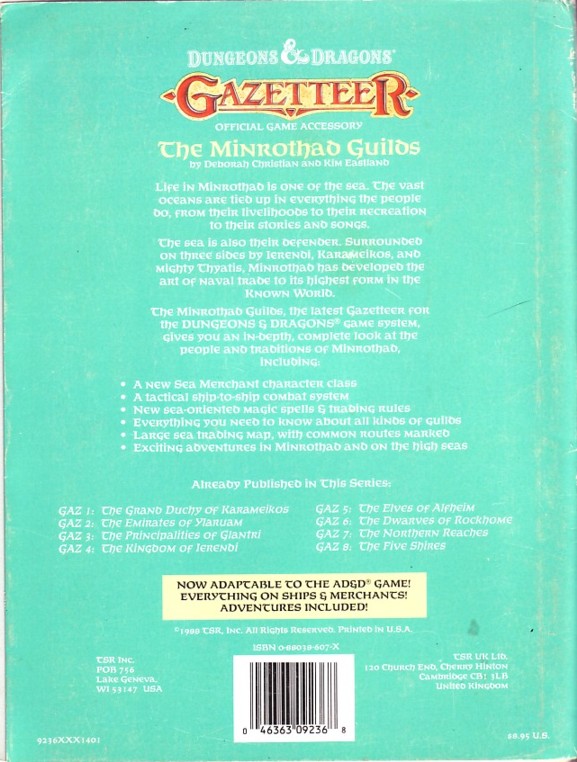 DUNGEONS & DRAGONS®
GAZETTEER
OFFICIAL GAME ACCESSORY
The Minrothad Guilds
by Deborah Christian and Kim Eastland
Life in Minrothad is one of the sea. The vast
oceans are tied up in everything the people
do, from their livelihoods to their recreation
to their stories and songs.
The sea is also their defender. Surrounded
on three sides by Ierendi, Karameikos, and
mighty Thyatis, Minrothad has developed the
art of naval trade to its highest form in the
Known World.
The Minrothad Guilds, the latest Gazetteer for
the DUNGEONS & DRAGONS® game system,
gives you an in-depth, complete look at the
people and traditions of Minrothad,
including:
• A new Sea Merchant character class
• A tactical ship-to-ship combat system
• New sea-oriented magic spells & trading rules
• Everything you need to know about all kinds of guilds
• Large sea trading map, with common routes marked
• Exciting adventures in Minrothad and on the high seas
Already Published in This Series:
GAZ 1: The Grand Duchy of Karameikos
GAZ 2: The Emirates of Ylaruam
GAZ 3: The Principalities of Glantri
GAZ 4: The Kingdom of Ierendi
GAZ 5: The Elves of Alfheim
GAZ 6: The Dwarves of Rockhome
GAZ 7: The Northern Reaches
GAZ 8: The Five Shires
NOW ADAPTABLE TO THE AD&D® GAME!
EVERYTHING ON SHIPS & MERCHANTS!
ADVENTURES INCLUDED!
©1988 TSR, Inc. All Rights Reserved. Printed in U.S.A.
ISBN 0-88038-607-X
TSR Inc.
POB 756
Lake Geneva,
WI 53147 USA
TSR UK Ltd.
120 Church End, Cherry Hinton
Cambridge CB1 3LB
United Kingdom
0 46363 09236 8
9236XXX1401
$8.95 U.S.